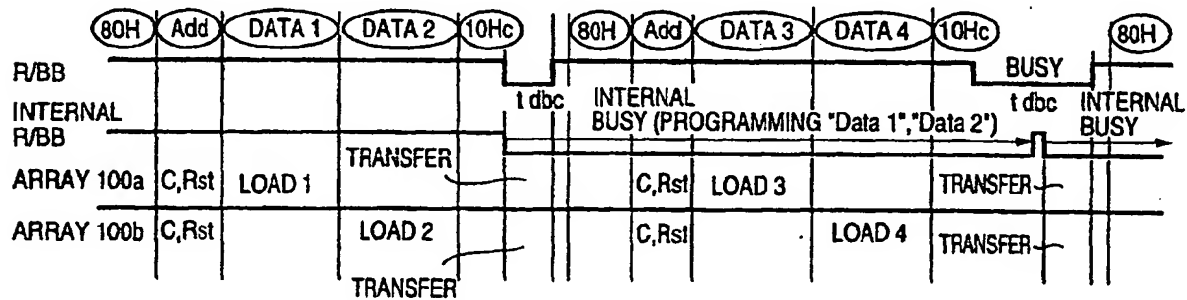 80H Add DATA 1 DATA 2 10Hc 80H Add DATA 3 DATA 4 10Hc 80H
R/BB BUSY
t dbc INTERNAL t dbc INTERNAL
INTERNAL BUSY (PROGRAMMING "Data 1","Data 2") BUSY
R/BB
TRANSFER
ARRAY 100a C,Rst LOAD 1 C,Rst LOAD 3 TRANSFER
ARRAY 100b C,Rst LOAD 2 C,Rst LOAD 4 TRANSFER
TRANSFER